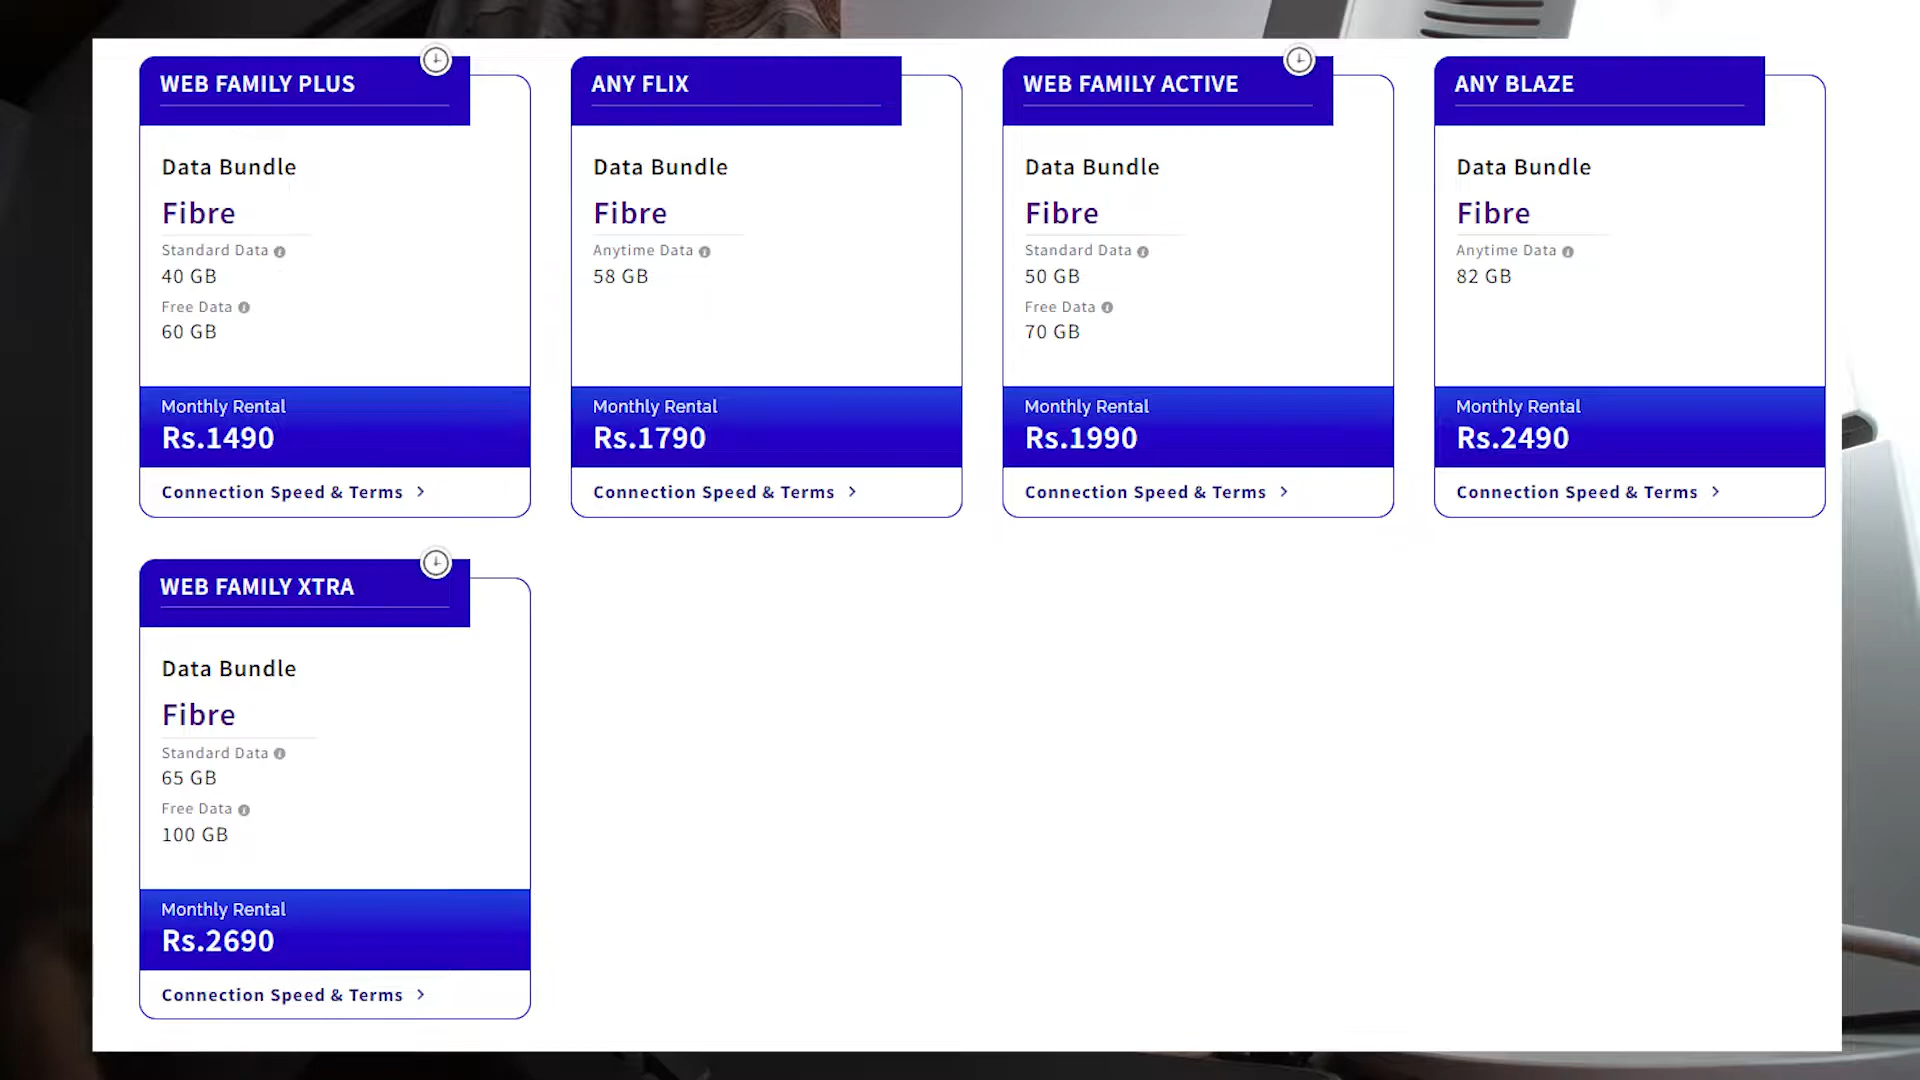 WEB FAMILY PLUS
Data Bundle
Fibre
Standard Data
40 GB
Free Data
60 GB
Monthly Rental
Rs.1490
Connection Speed & Terms
ANY FLIX
Data Bundle
Fibre
Anytime Data
58 GB
Monthly Rental
Rs.1790
Connection Speed & Terms
WEB FAMILY ACTIVE
Data Bundle
Fibre
Standard Data
50 GB
Free Data
70 GB
Monthly Rental
Rs.1990
Connection Speed & Terms
ANY BLAZE
Data Bundle
Fibre
Anytime Data
82 GB
Monthly Rental
Rs.2490
Connection Speed & Terms
WEB FAMILY XTRA
Data Bundle
Fibre
Standard Data
65 GB
Free Data
100 GB
Monthly Rental
Rs.2690
Connection Speed & Terms